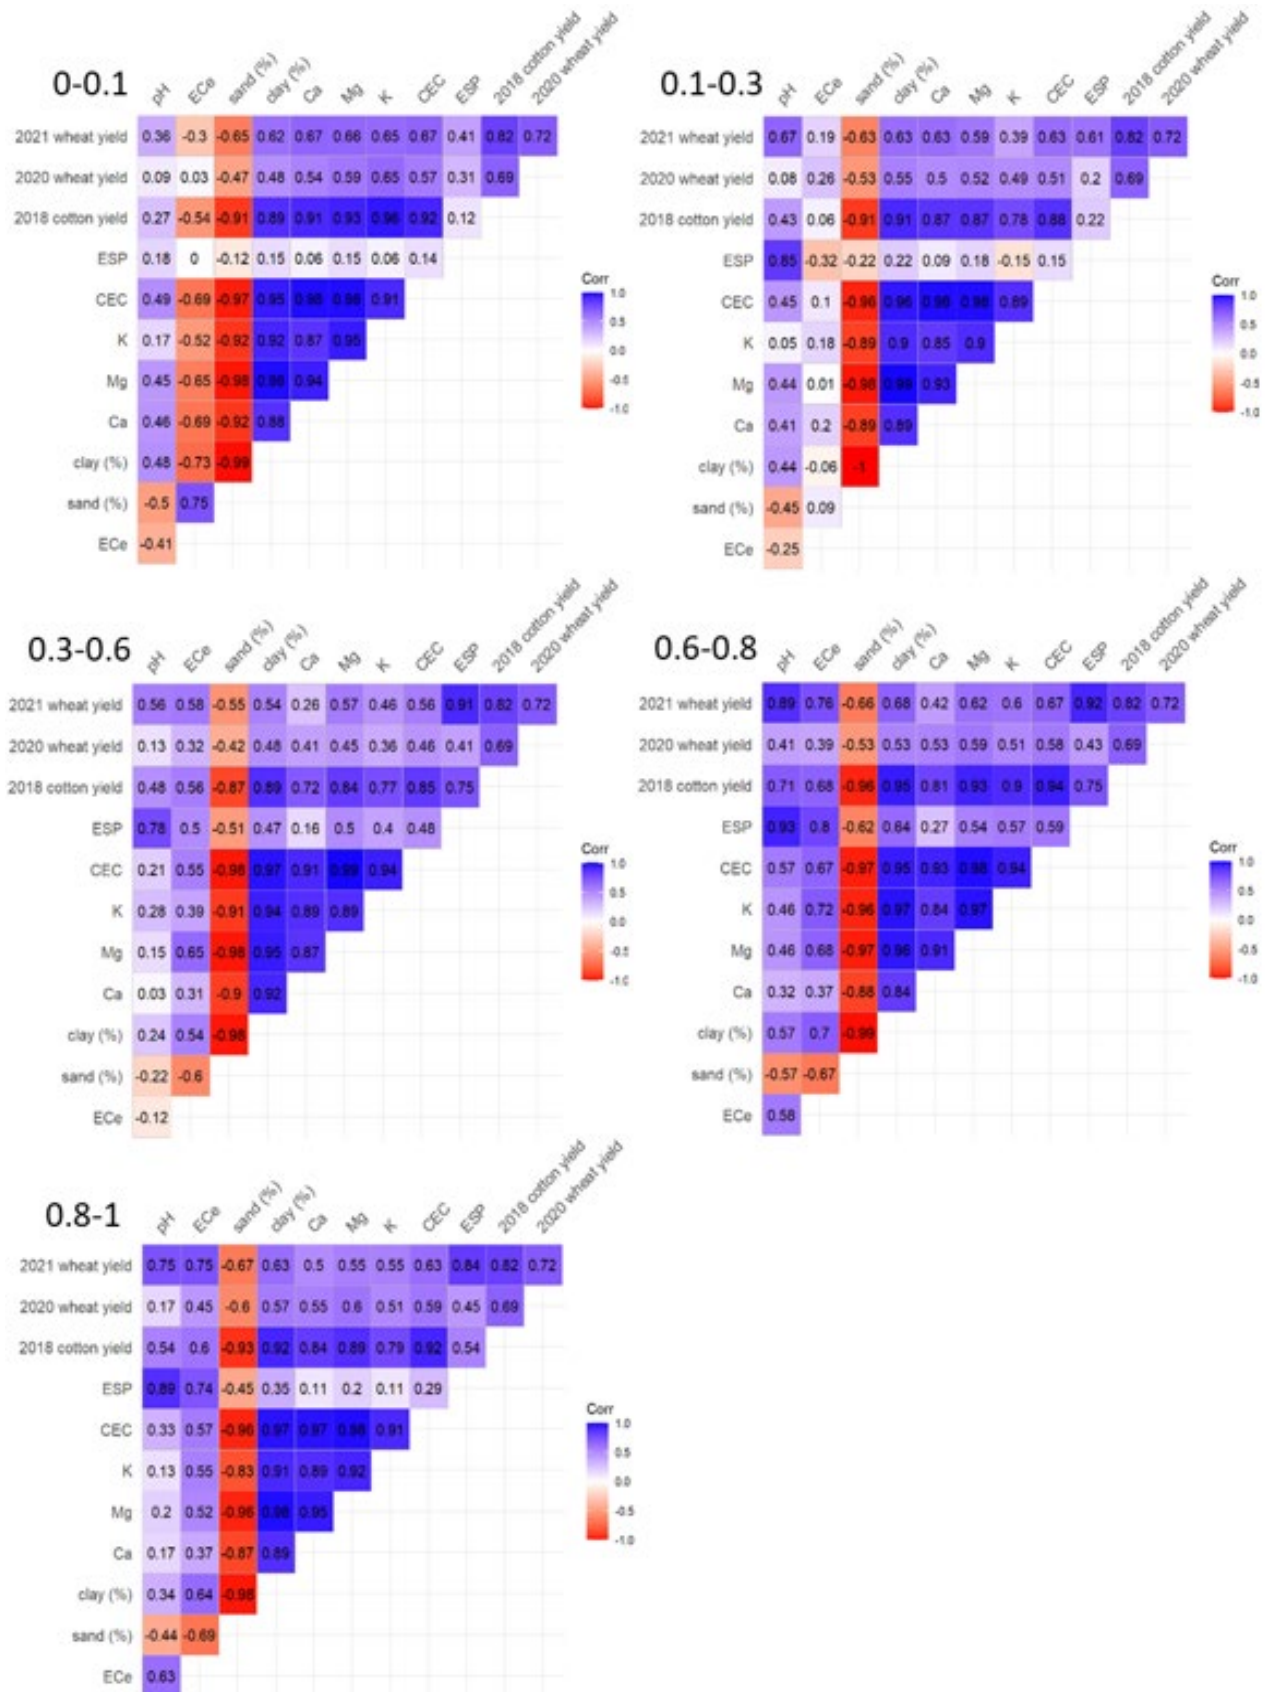 0-0.1
pH ECe sand (%) clay (%) Ca Mg K CEC ESP 2018 cotton yield 2020 wheat yield
2021 wheat yield 0.36 -0.3 -0.65 0.62 0.67 0.66 0.65 0.67 0.41 0.82 0.72
2020 wheat yield 0.09 0.03 -0.47 0.48 0.54 0.59 0.65 0.57 0.31 0.69
2018 cotton yield 0.27 -0.54 -0.91 0.89 0.91 0.93 0.96 0.92 0.12
ESP 0.18 0 -0.12 0.15 0.06 0.15 0.06 0.14
CEC 0.49 -0.69 -0.97 0.95 0.98 0.98 0.91
K 0.17 -0.52 -0.92 0.92 0.87 0.95
Mg 0.45 -0.65 -0.98 0.98 0.94
Ca 0.46 -0.69 -0.92 0.88
clay (%) 0.48 -0.73 -0.99
sand (%) -0.5 0.75
ECe -0.41
Corr
1.0
0.5
0.0
-0.5
-1.0
0.1-0.3
pH ECe sand (%) clay (%) Ca Mg K CEC ESP 2018 cotton yield 2020 wheat yield
2021 wheat yield 0.67 0.19 -0.63 0.63 0.63 0.59 0.39 0.63 0.61 0.82 0.72
2020 wheat yield 0.08 0.26 -0.53 0.55 0.5 0.52 0.49 0.51 0.2 0.69
2018 cotton yield 0.43 0.06 -0.91 0.91 0.87 0.87 0.78 0.88 0.22
ESP 0.85 -0.32 -0.22 0.22 0.09 0.18 -0.15 0.15
CEC 0.45 0.1 -0.96 0.96 0.98 0.98 0.89
K 0.05 0.18 -0.89 0.9 0.85 0.9
Mg 0.44 0.01 -0.98 0.99 0.93
Ca 0.41 0.2 -0.89 0.89
clay (%) 0.44 -0.06 -1
sand (%) -0.45 0.09
ECe -0.25
Corr
1.0
0.5
0.0
-0.5
-1.0
0.3-0.6
pH ECe sand (%) clay (%) Ca Mg K CEC ESP 2018 cotton yield 2020 wheat yield
2021 wheat yield 0.56 0.58 -0.55 0.54 0.26 0.57 0.46 0.56 0.91 0.82 0.72
2020 wheat yield 0.13 0.32 -0.42 0.48 0.41 0.45 0.36 0.46 0.41 0.69
2018 cotton yield 0.48 0.56 -0.87 0.89 0.72 0.84 0.77 0.85 0.75
ESP 0.78 0.5 -0.51 0.47 0.16 0.5 0.4 0.48
CEC 0.21 0.55 -0.98 0.97 0.91 0.99 0.94
K 0.28 0.39 -0.91 0.94 0.89 0.89
Mg 0.15 0.65 -0.98 0.95 0.87
Ca 0.03 0.31 -0.9 0.92
clay (%) 0.24 0.54 -0.98
sand (%) -0.22 -0.6
ECe -0.12
Corr
1.0
0.5
0.0
-0.5
-1.0
0.6-0.8
pH ECe sand (%) clay (%) Ca Mg K CEC ESP 2018 cotton yield 2020 wheat yield
2021 wheat yield 0.89 0.76 -0.66 0.68 0.42 0.62 0.6 0.67 0.92 0.82 0.72
2020 wheat yield 0.41 0.39 -0.53 0.53 0.53 0.59 0.51 0.58 0.43 0.69
2018 cotton yield 0.71 0.68 -0.96 0.95 0.81 0.93 0.9 0.94 0.75
ESP 0.93 0.8 -0.62 0.64 0.27 0.54 0.57 0.59
CEC 0.57 0.67 -0.97 0.95 0.93 0.98 0.94
K 0.46 0.72 -0.96 0.97 0.84 0.97
Mg 0.46 0.68 -0.97 0.96 0.91
Ca 0.32 0.37 -0.88 0.84
clay (%) 0.57 0.7 -0.99
sand (%) -0.57 -0.67
ECe 0.58
Corr
1.0
0.5
0.0
-0.5
-1.0
0.8-1
pH ECe sand (%) clay (%) Ca Mg K CEC ESP 2018 cotton yield 2020 wheat yield
2021 wheat yield 0.75 0.75 -0.67 0.63 0.5 0.55 0.55 0.63 0.84 0.82 0.72
2020 wheat yield 0.17 0.45 -0.6 0.57 0.55 0.6 0.51 0.59 0.45 0.69
2018 cotton yield 0.54 0.6 -0.93 0.92 0.84 0.89 0.79 0.92 0.54
ESP 0.89 0.74 -0.45 0.35 0.11 0.2 0.11 0.29
CEC 0.33 0.57 -0.96 0.97 0.97 0.98 0.91
K 0.13 0.55 -0.83 0.91 0.89 0.92
Mg 0.2 0.52 -0.96 0.98 0.95
Ca 0.17 0.37 -0.87 0.89
clay (%) 0.34 0.64 -0.98
sand (%) -0.44 -0.69
ECe 0.63
Corr
1.0
0.5
0.0
-0.5
-1.0